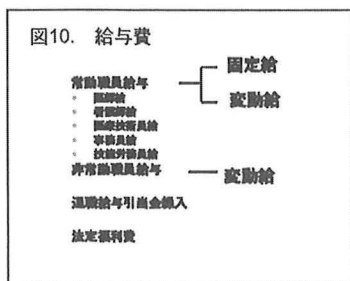 図10. 給与費
常勤職員給与
固定給
変動給
• 医師給
• 看護師給
• 医療技術員給
• 事務員給
• 技能労務員給
非常勤職員給与
変動給
退職給与引当金繰入
法定福利費